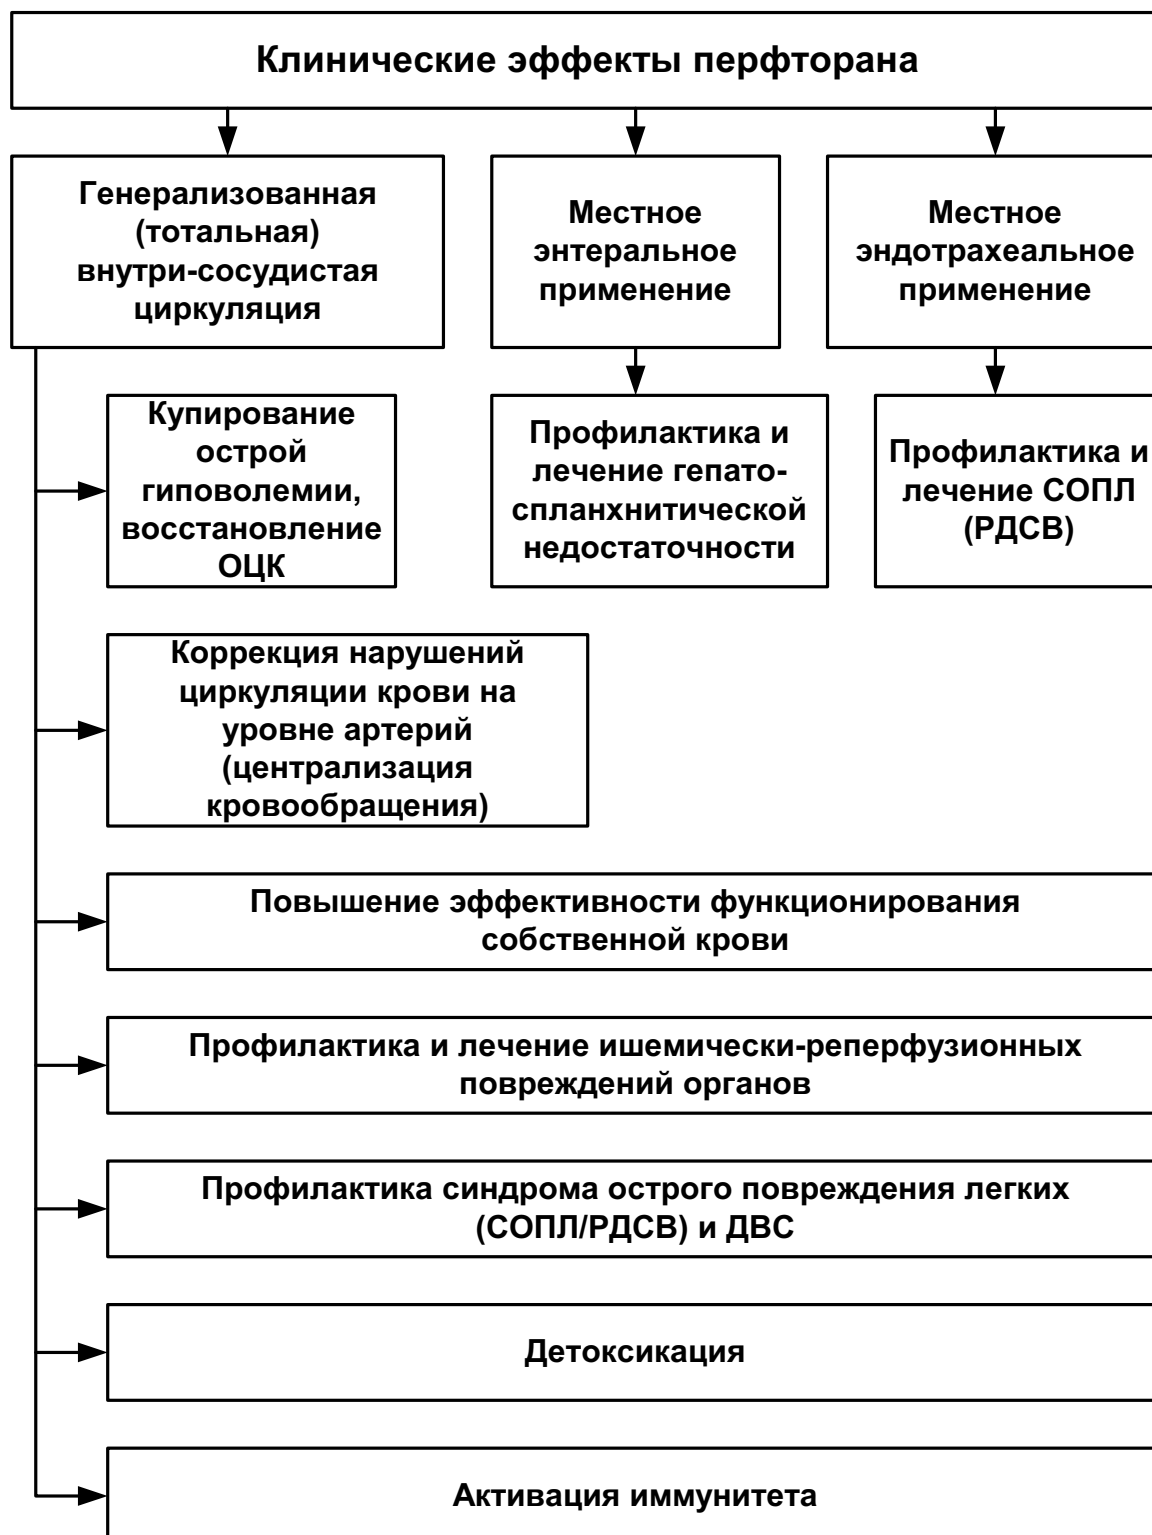 Клинические эффекты перфторана
Генерализованная
(тотальная)
внутри-сосудистая
циркуляция
Местное
энтеральное
применение
Местное
эндотрахеальное
применение
Купирование
острой
гиповолемии,
восстановление
ОЦК
Профилактика и
лечение гепато-
спланхнитической
недостаточности
Профилактика и
лечение СОПЛ
(РДСВ)
Коррекция нарушений
циркуляции крови на
уровне артерий
(централизация
кровообращения)
Повышение эффективности функционирования
собственной крови
Профилактика и лечение ишемически-реперфузионных
повреждений органов
Профилактика синдрома острого повреждения легких
(СОПЛ/РДСВ) и ДВС
Детоксикация
Активация иммунитета